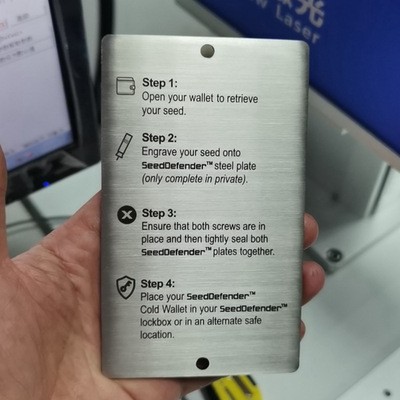 Step 1:
Open your wallet to retrieve
your seed.
Step 2:
Engrave your seed onto
SeedDefender™ steel plate
(only complete in private).
Step 3:
Ensure that both screws are in
place and then tightly seal both
SeedDefender™ plates together.
Step 4:
Place your SeedDefender™
Cold Wallet in your SeedDefender™
lockbox or in an alternate safe
location.
光
w Laser